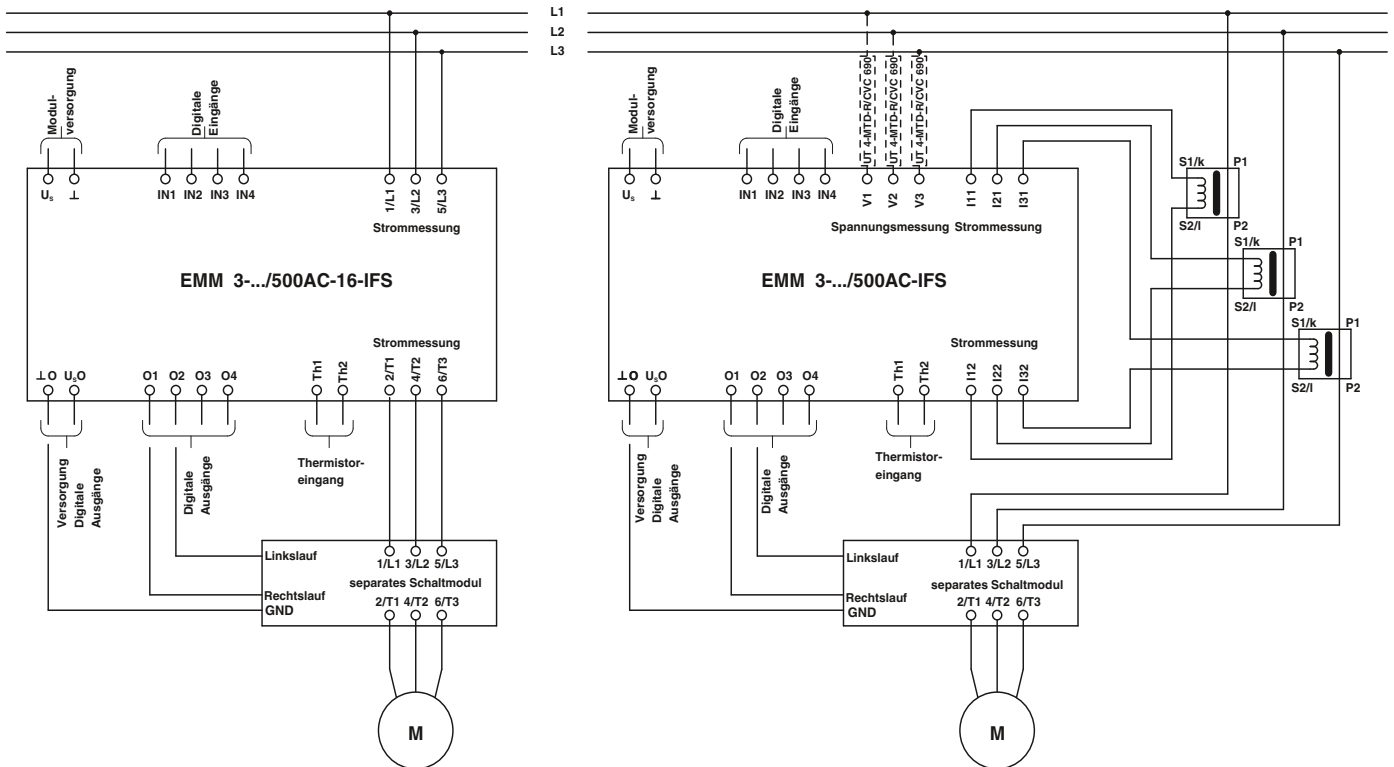 L1
L2
L3
Modul-
versorgung
Digitale
Eingänge
Us ⊥ IN1 IN2 IN3 IN4 1/L1 3/L2 5/L3
Strommessung
EMM 3-.../500AC-16-IFS
Strommessung
⊥O UsO O1 O2 O3 O4 Th1 Th2 2/T1 4/T2 6/T3
Versorgung
Digitale
Ausgänge
Digitale
Ausgänge
Thermistor-
eingang
Linkslauf
1/L1 3/L2 5/L3
separates Schaltmodul
Rechtslauf
GND
2/T1 4/T2 6/T3
M
Modul-
versorgung
Digitale
Eingänge
UT 4-MTD-R/CVC 690
UT 4-MTD-R/CVC 690
UT 4-MTD-R/CVC 690
Us ⊥ IN1 IN2 IN3 IN4 V1 V2 V3 I11 I21 I31
Spannungsmessung Strommessung
EMM 3-.../500AC-IFS
Strommessung
⊥O UsO O1 O2 O3 O4 Th1 Th2 I12 I22 I32
S1/k P1
S2/l P2
S1/k P1
S2/l P2
S1/k P1
S2/l P2
Versorgung
Digitale
Ausgänge
Digitale
Ausgänge
Thermistor-
eingang
Linkslauf
1/L1 3/L2 5/L3
separates Schaltmodul
Rechtslauf
GND
2/T1 4/T2 6/T3
M